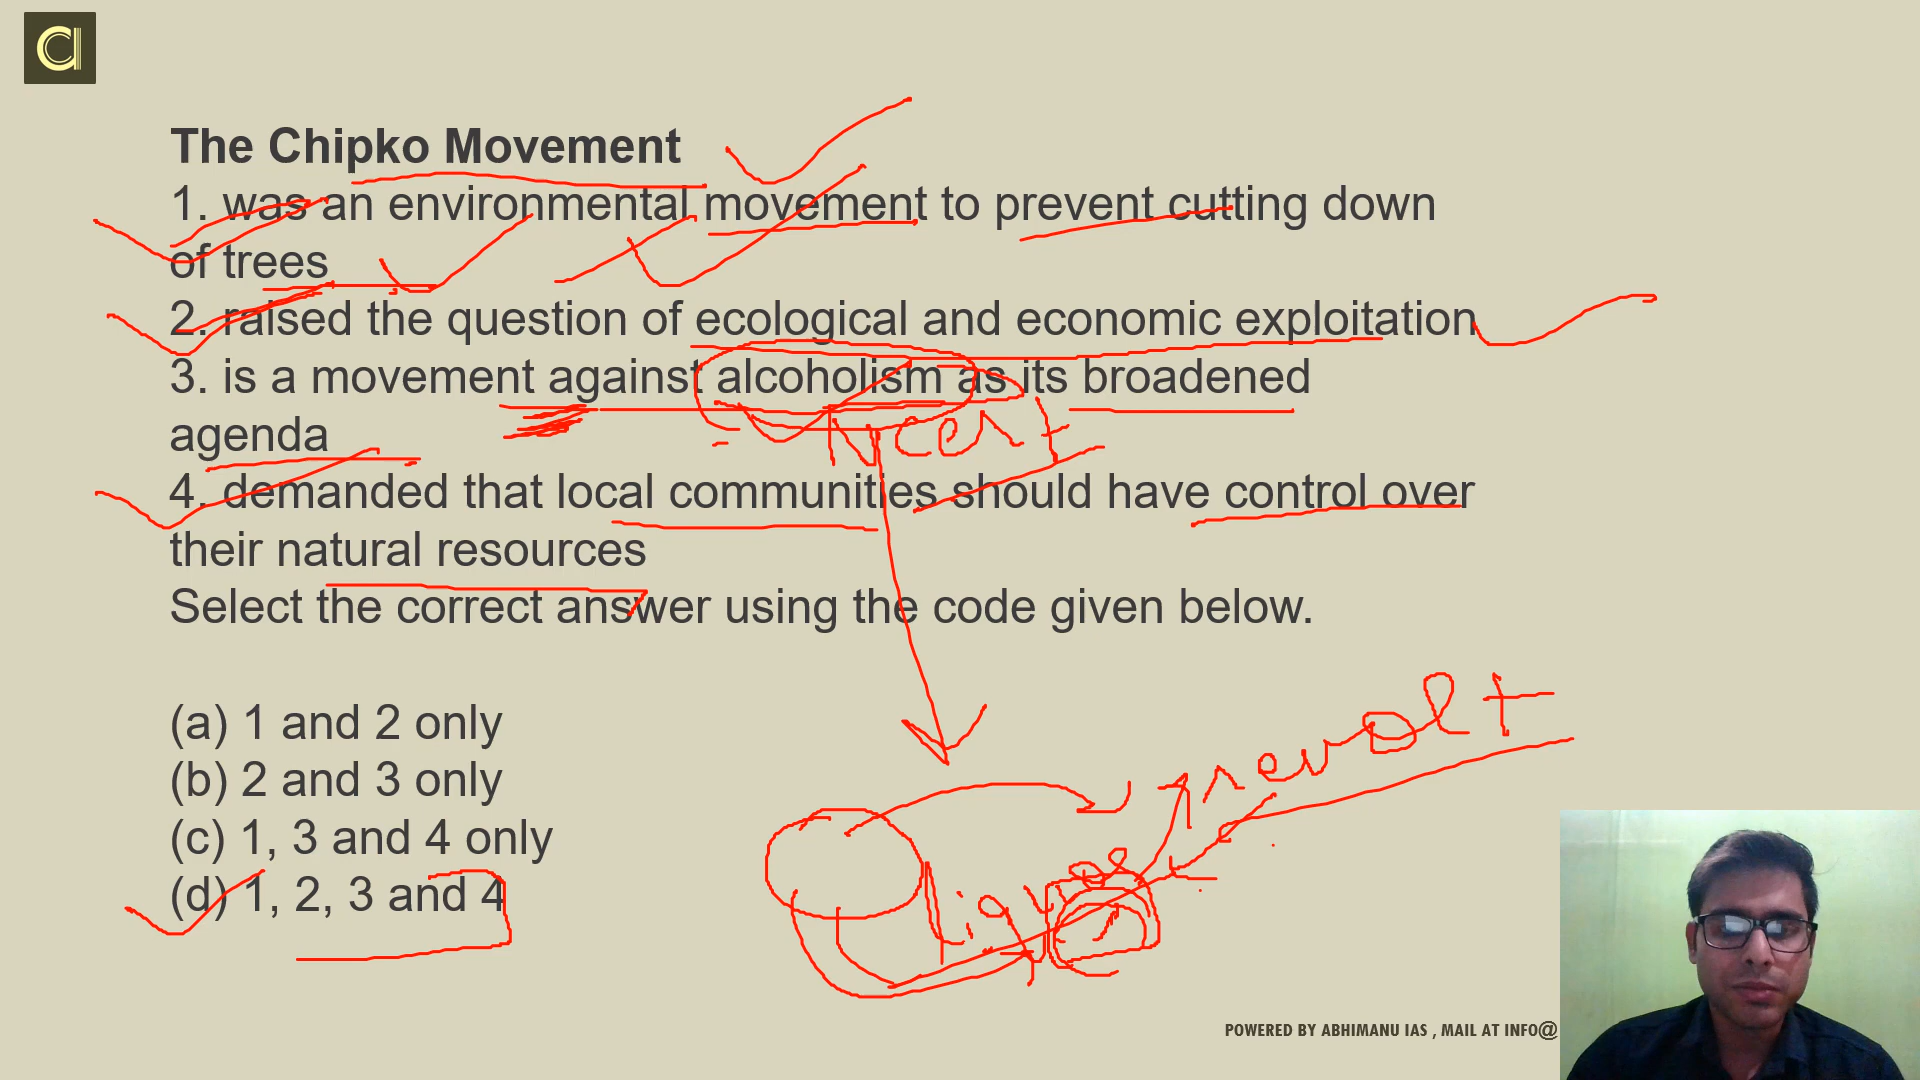 The Chipko Movement
1. was an environmental movement to prevent cutting down
of trees
2. raised the question of ecological and economic exploitation
3. is a movement against alcoholism as its broadened
agenda
4. demanded that local communities should have control over
their natural resources
Select the correct answer using the code given below.
(a) 1 and 2 only
(b) 2 and 3 only
(c) 1, 3 and 4 only
(d) 1, 2, 3 and 4
revolt
POWERED BY ABHIMANU IAS , MAIL AT INFO@